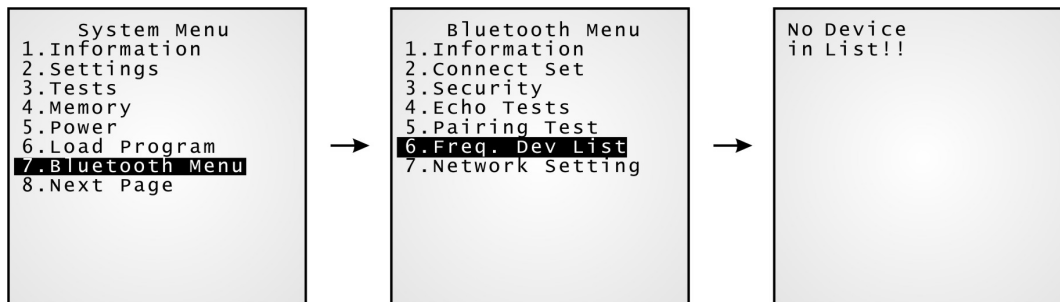 System Menu
1.Information
2.Settings
3.Tests
4.Memory
5.Power
6.Load Program
7.Bluetooth Menu
8.Next Page
Bluetooth Menu
1.Information
2.Connect Set
3.Security
4.Echo Tests
5.Pairing Test
6.Freq. Dev List
7.Network Setting
No Device
in List!!